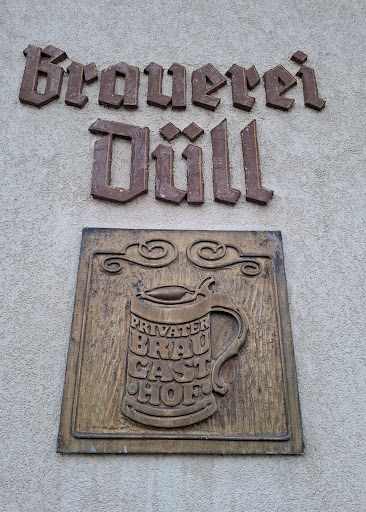 Brauerei
Düll
PRIVATER
BRAU
GAST
•HOF•